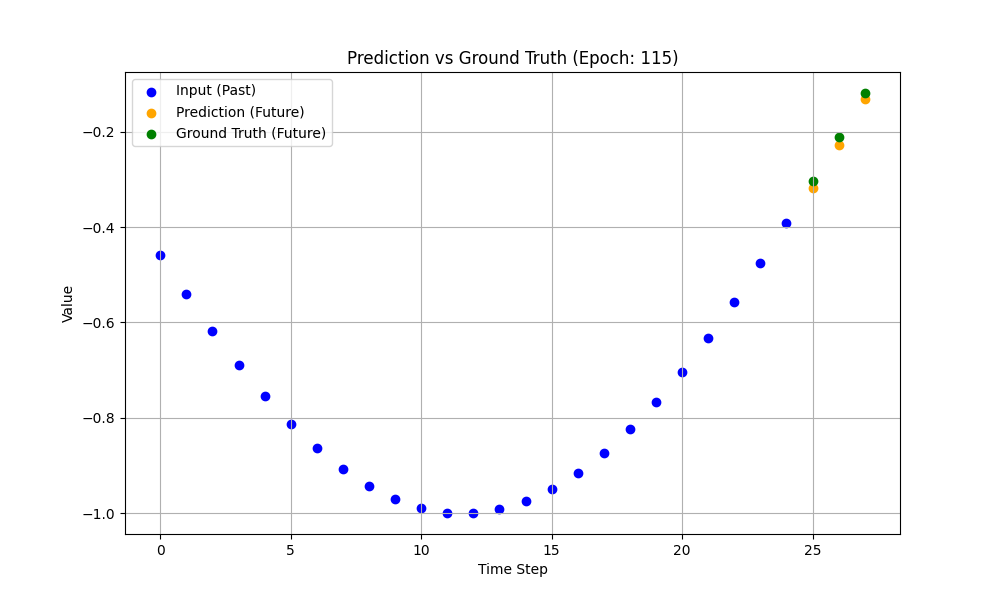 Prediction vs Ground Truth (Epoch: 115)
Input (Past)
Prediction (Future)
Ground Truth (Future)
Value
−0.2
−0.4
−0.6
−0.8
−1.0
0
5
10
15
20
25
Time Step